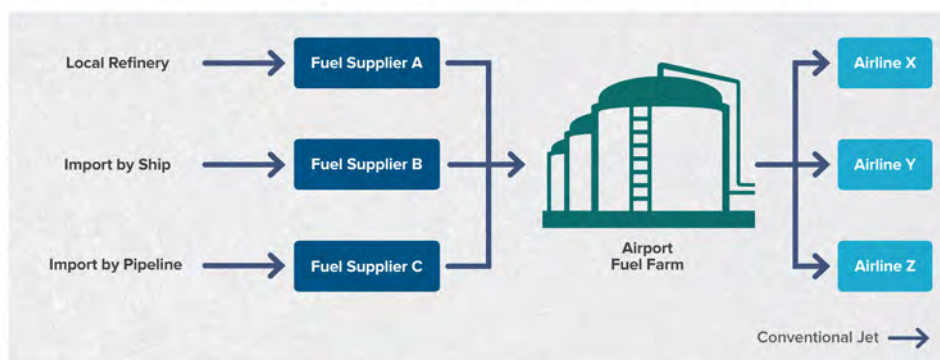 Local Refinery
Fuel Supplier A
Airline X
Import by Ship
Fuel Supplier B
Airline Y
Import by Pipeline
Fuel Supplier C
Airport
Fuel Farm
Airline Z
Conventional Jet